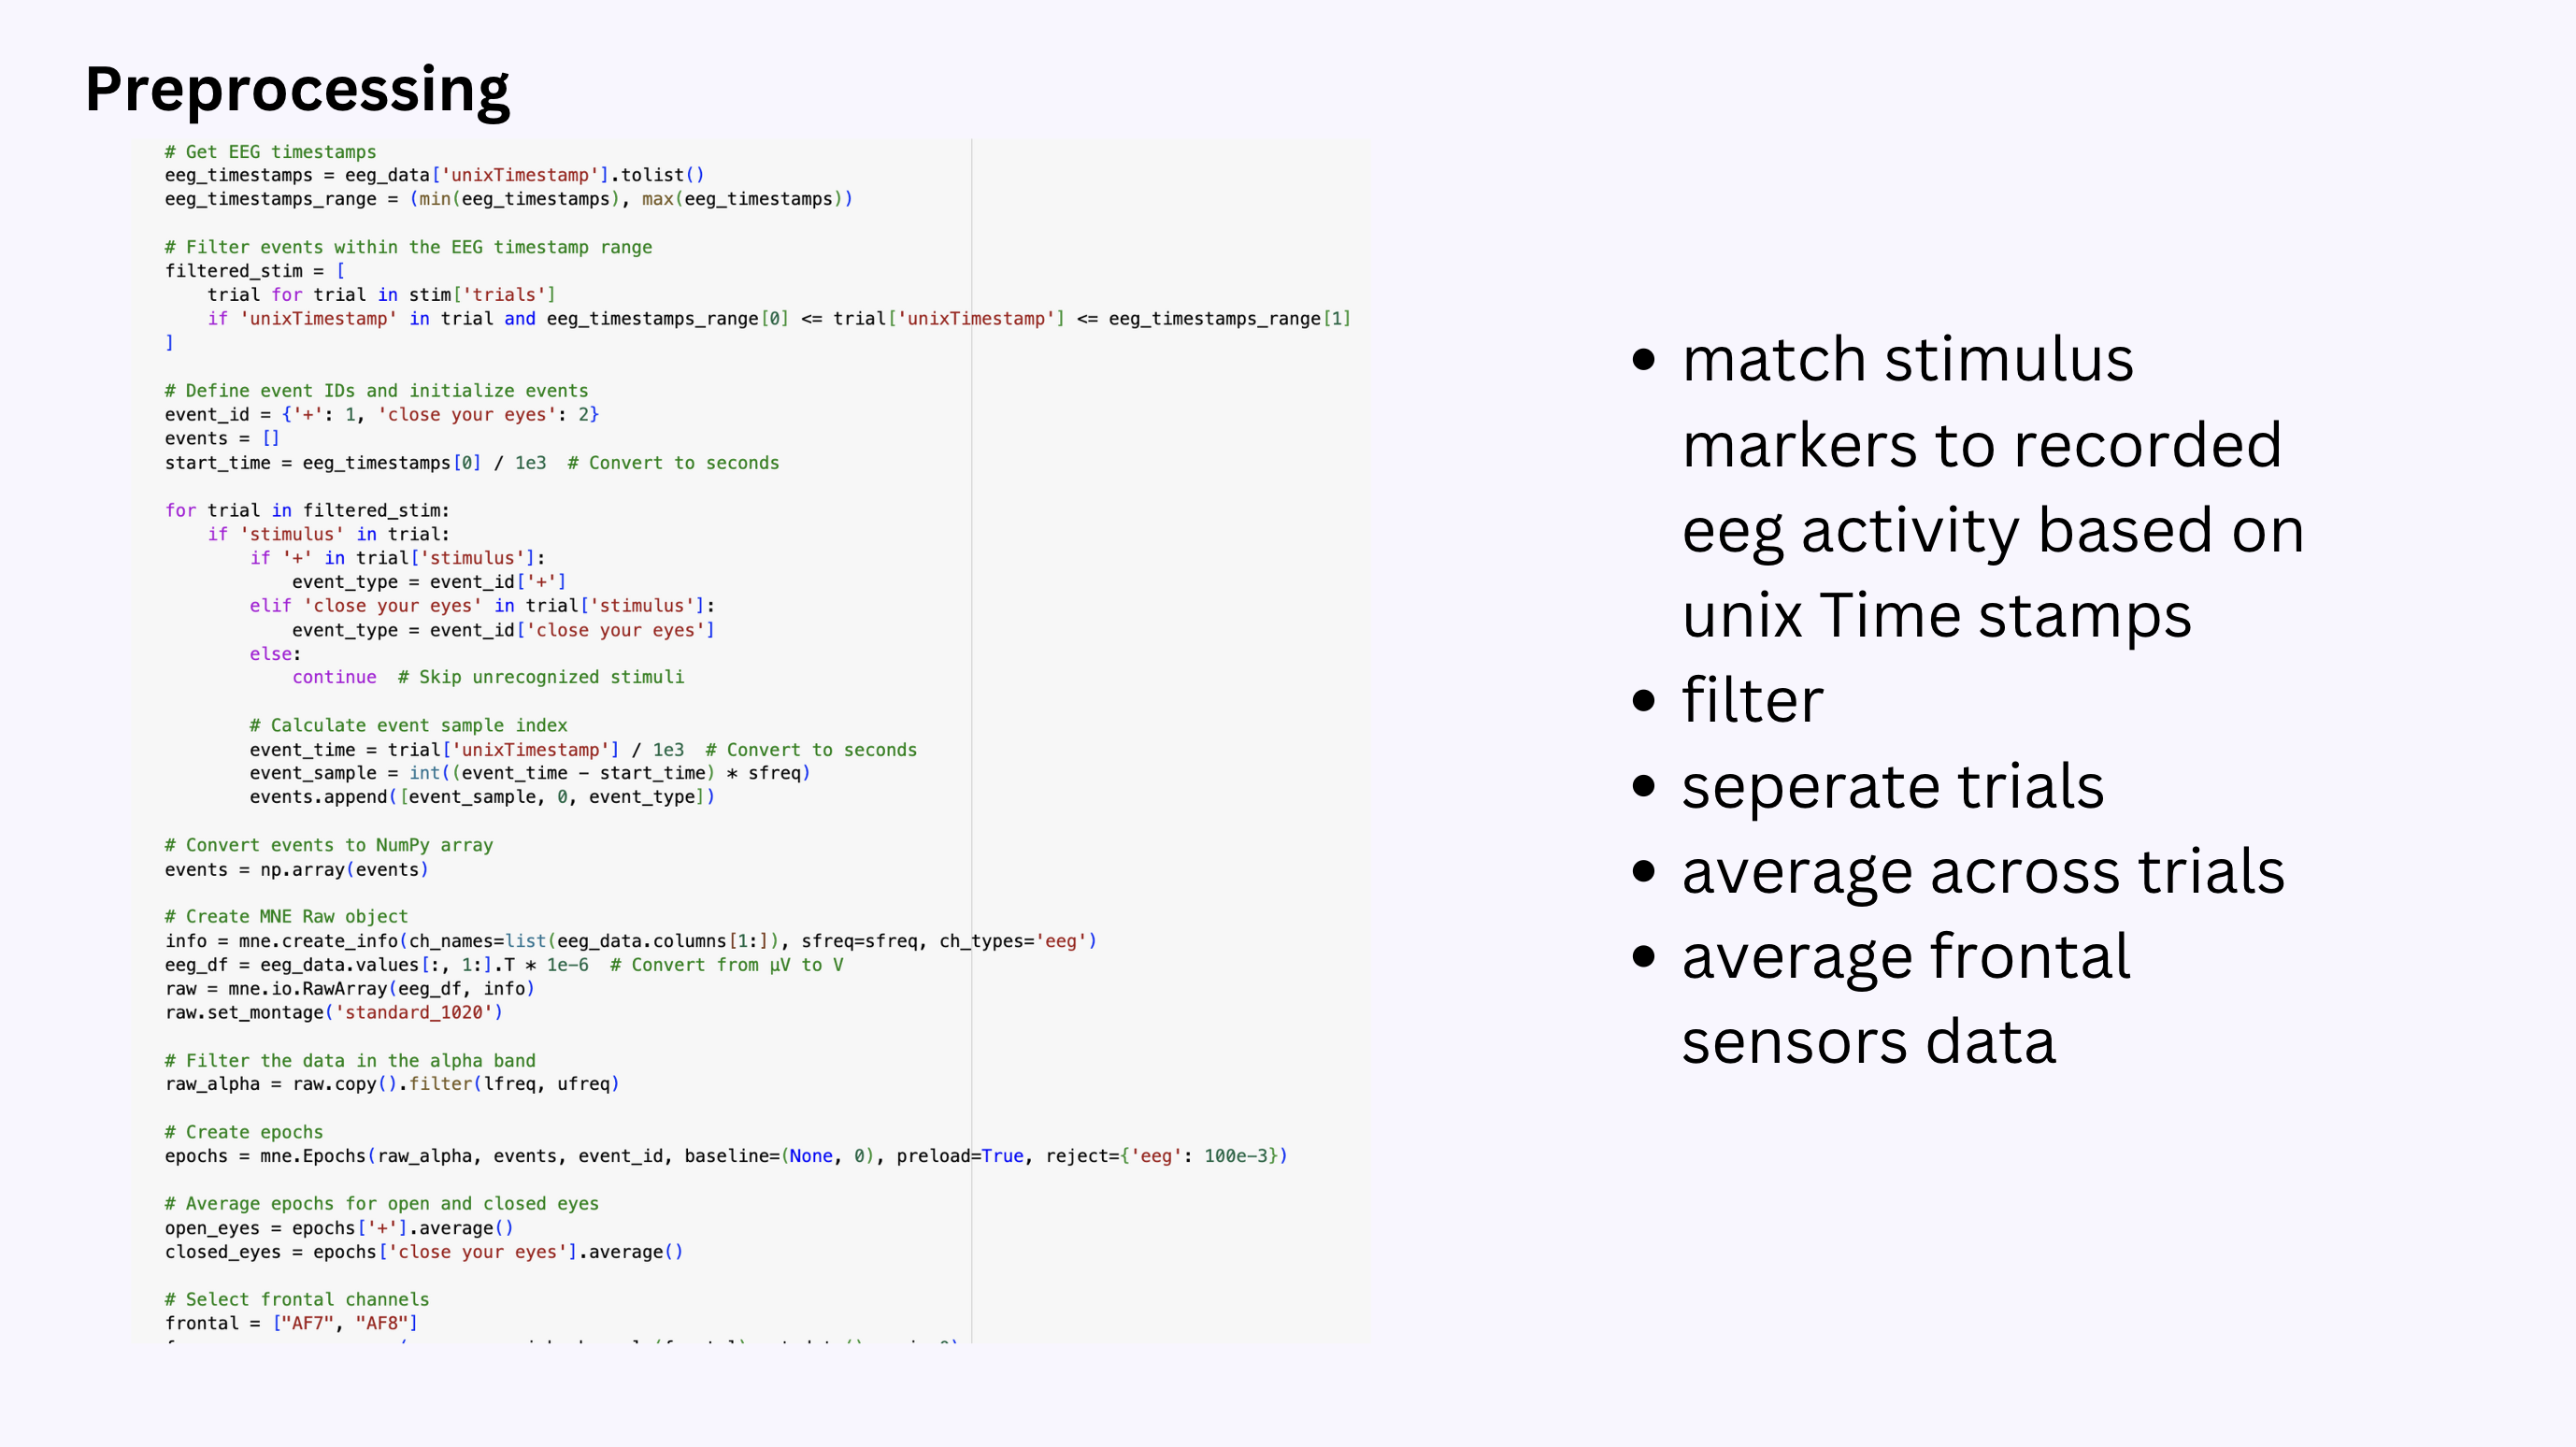 Preprocessing
# Get EEG timestamps
eeg_timestamps = eeg_data['unixTimestamp'].tolist()
eeg_timestamps_range = (min(eeg_timestamps), max(eeg_timestamps))
# Filter events within the EEG timestamp range
filtered_stim = [
    trial for trial in stim['trials']
    if 'unixTimestamp' in trial and eeg_timestamps_range[0] <= trial['unixTimestamp'] <= eeg_timestamps_range[1]
]
# Define event IDs and initialize events
event_id = {'+': 1, 'close your eyes': 2}
events = []
start_time = eeg_timestamps[0] / 1e3  # Convert to seconds
for trial in filtered_stim:
    if 'stimulus' in trial:
        if '+' in trial['stimulus']:
            event_type = event_id['+']
        elif 'close your eyes' in trial['stimulus']:
            event_type = event_id['close your eyes']
        else:
            continue  # Skip unrecognized stimuli
        # Calculate event sample index
        event_time = trial['unixTimestamp'] / 1e3  # Convert to seconds
        event_sample = int((event_time - start_time) * sfreq)
        events.append([event_sample, 0, event_type])
# Convert events to NumPy array
events = np.array(events)
# Create MNE Raw object
info = mne.create_info(ch_names=list(eeg_data.columns[1:]), sfreq=sfreq, ch_types='eeg')
eeg_df = eeg_data.values[:, 1:].T * 1e-6  # Convert from µV to V
raw = mne.io.RawArray(eeg_df, info)
raw.set_montage('standard_1020')
# Filter the data in the alpha band
raw_alpha = raw.copy().filter(lfreq, ufreq)
# Create epochs
epochs = mne.Epochs(raw_alpha, events, event_id, baseline=(None, 0), preload=True, reject={'eeg': 100e-3})
# Average epochs for open and closed eyes
open_eyes = epochs['+'].average()
closed_eyes = epochs['close your eyes'].average()
# Select frontal channels
frontal = ["AF7", "AF8"]
• match stimulus
markers to recorded
eeg activity based on
unix Time stamps
• filter
• seperate trials
• average across trials
• average frontal
sensors data